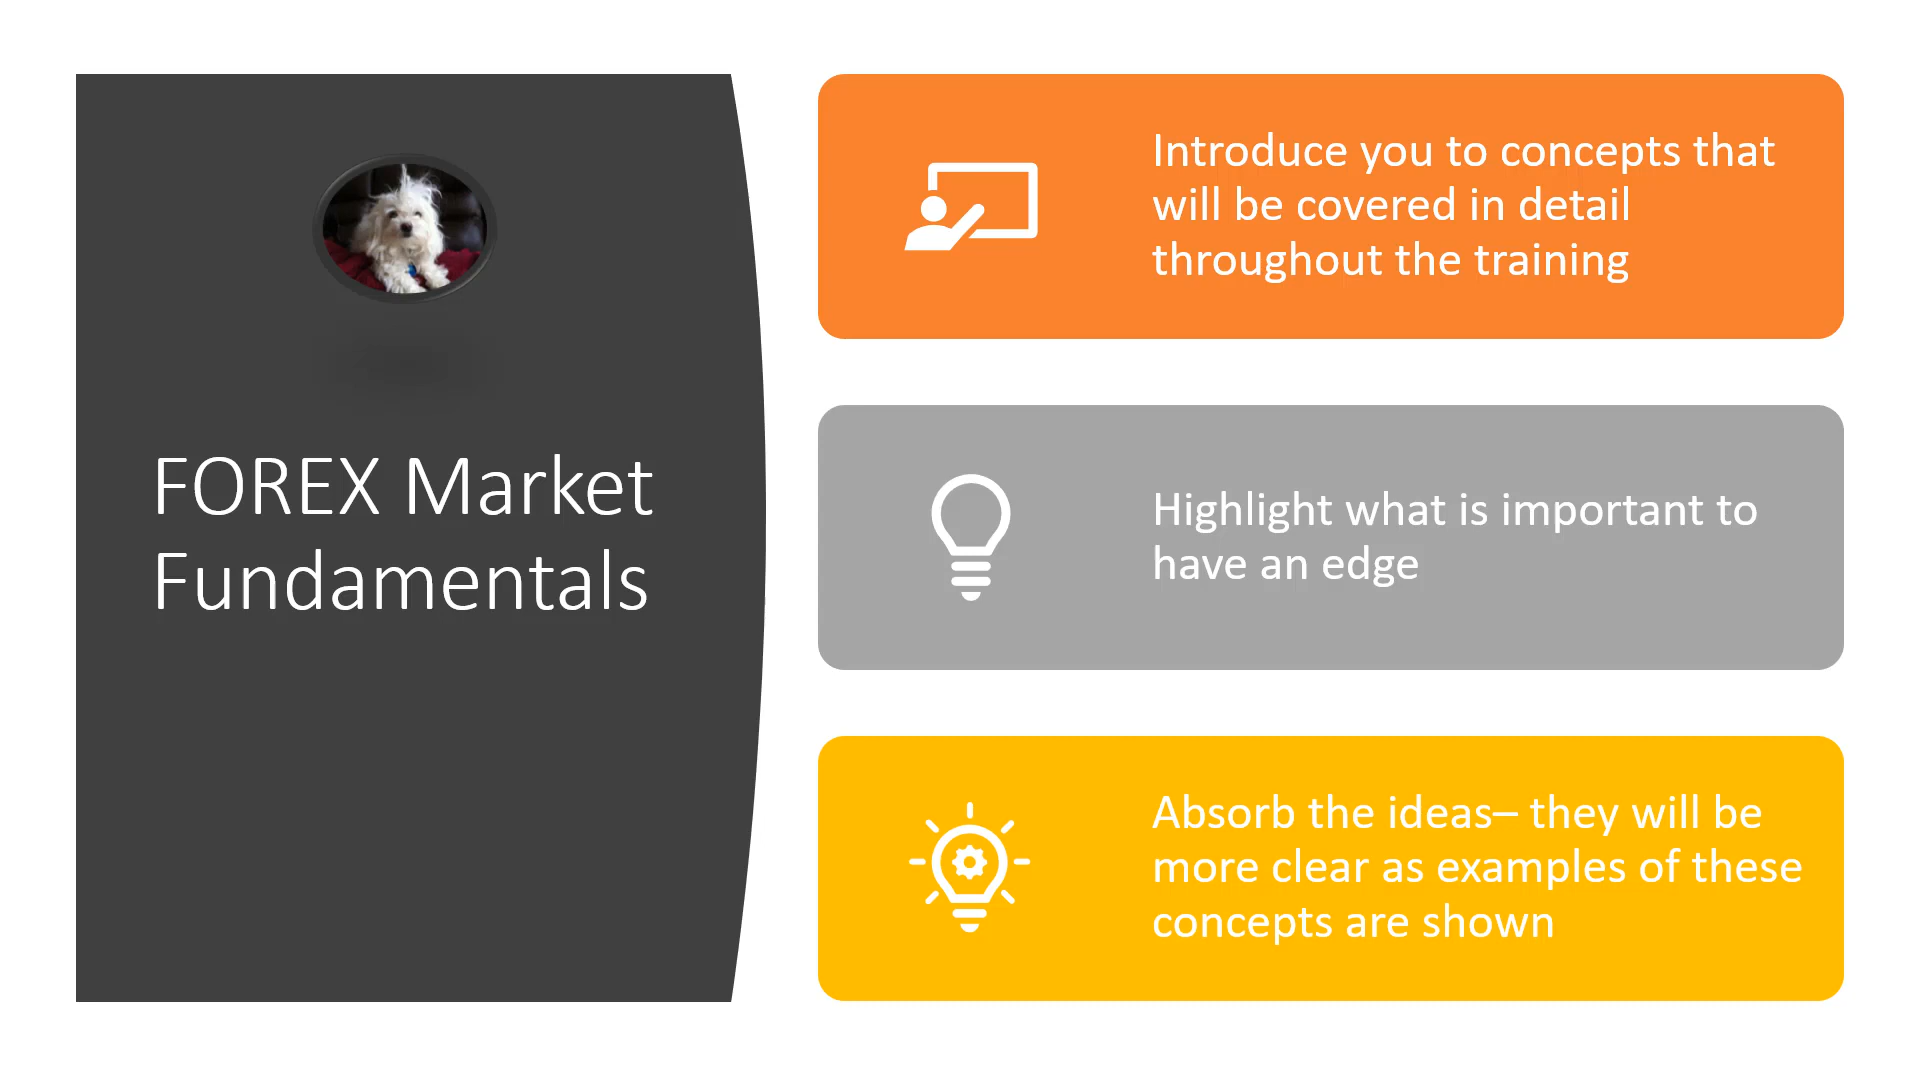 FOREX Market
Fundamentals
Introduce you to concepts that
will be covered in detail
throughout the training
Highlight what is important to
have an edge
Absorb the ideas– they will be
more clear as examples of these
concepts are shown